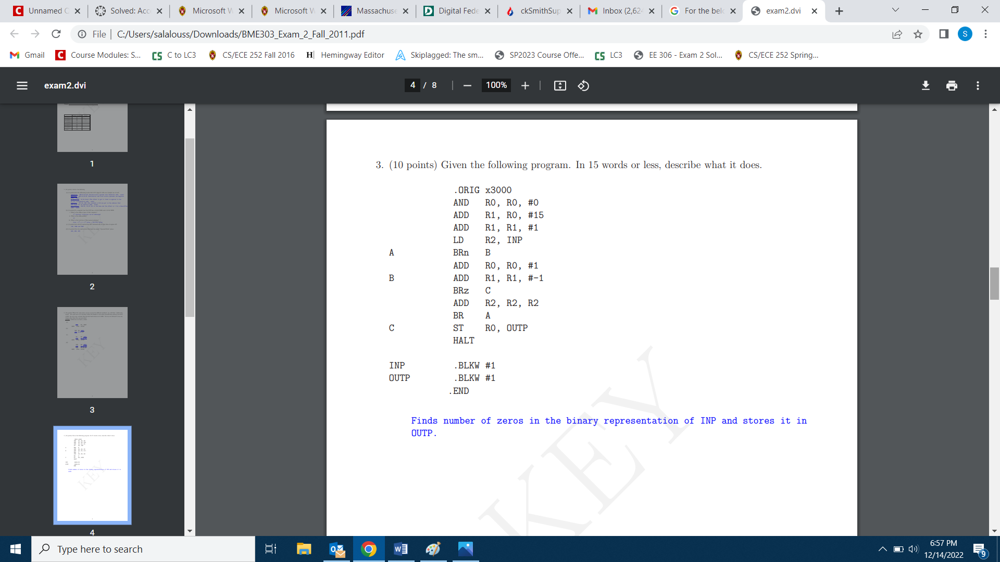 Unnamed C
Solved: Acc
Microsoft W
Microsoft W
Massachuse
Digital Fede
ckSmithSup
Inbox (2,624
For the belo
exam2.dvi
File | C:/Users/salalouss/Downloads/BME303_Exam_2_Fall_2011.pdf
S
Gmail
Course Modules: S...
C to LC3
CS/ECE 252 Fall 2016
Hemingway Editor
Skiplagged: The sm...
SP2023 Course Offe...
LC3
EE 306 - Exam 2 Sol...
CS/ECE 252 Spring...
exam2.dvi
4 / 8
100%
1
2
3
4
3. (10 points) Given the following program. In 15 words or less, describe what it does.
.ORIG x3000
AND R0, R0, #0
ADD R1, R0, #15
ADD R1, R1, #1
LD R2, INP
A BRn B
ADD R0, R0, #1
B ADD R1, R1, #-1
BRz C
ADD R2, R2, R2
BR A
C ST R0, OUTP
HALT
INP .BLKW #1
OUTP .BLKW #1
.END
Finds number of zeros in the binary representation of INP and stores it in
OUTP.
KEY
Type here to search
6:57 PM
12/14/2022
9